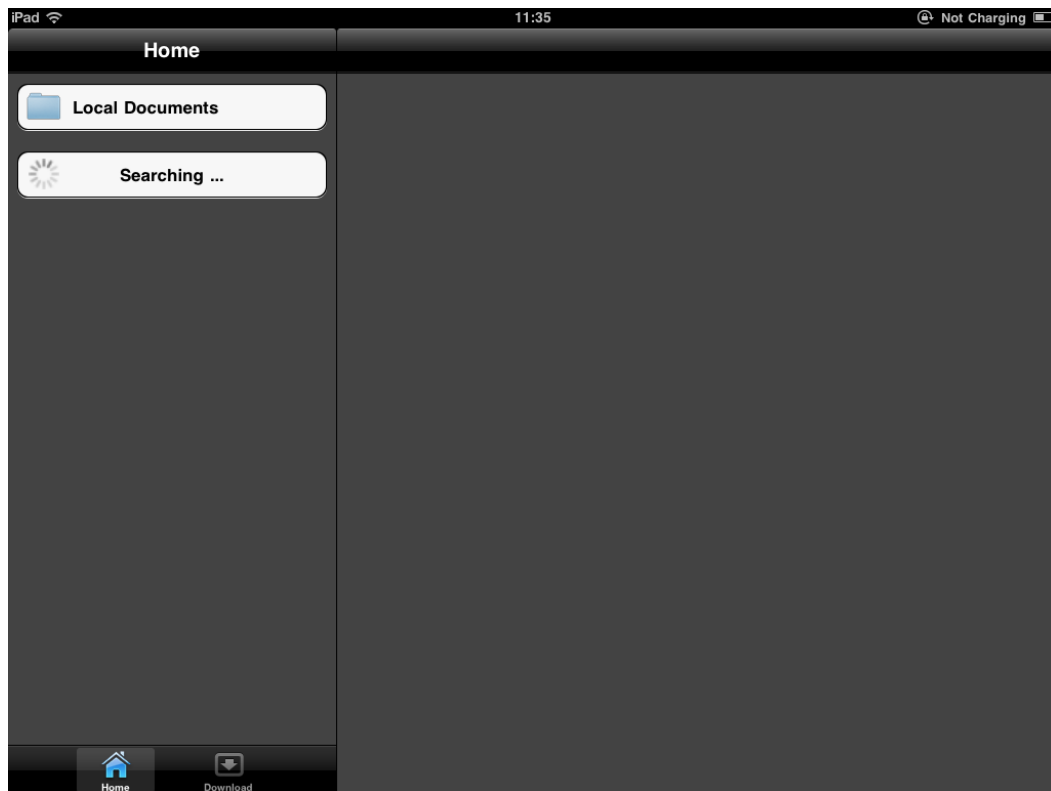 iPad 11:35 Not Charging
Home
Local Documents
Searching ...
Home Download